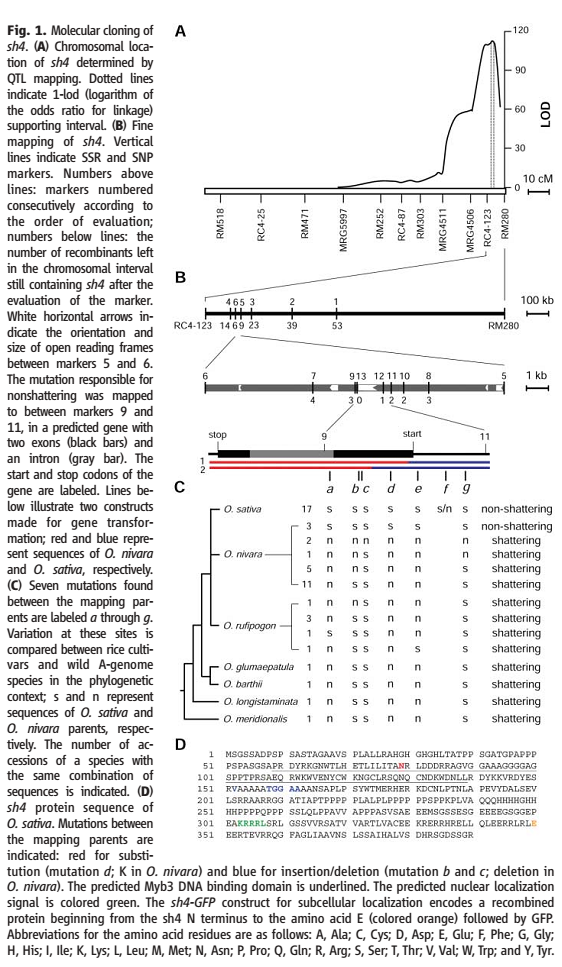 Fig. 1. Molecular cloning of
sh4. (A) Chromosomal loca-
tion of sh4 determined by
QTL mapping. Dotted lines
indicate 1-lod (logarithm of
the odds ratio for linkage)
supporting interval. (B) Fine
mapping of sh4. Vertical
lines indicate SSR and SNP
markers. Numbers above
lines: markers numbered
consecutively according to
the order of evaluation;
numbers below lines: the
number of recombinants left
in the chromosomal interval
still containing sh4 after the
evaluation of the marker.
White horizontal arrows in-
dicate the orientation and
size of open reading frames
between markers 5 and 6.
The mutation responsible for
nonshattering was mapped
to between markers 9 and
11, in a predicted gene with
two exons (black bars) and
an intron (gray bar). The
start and stop codons of the
gene are labeled. Lines be-
low illustrate two constructs
made for gene transfor-
mation; red and blue repre-
sent sequences of O. nivara
and O. sativa, respectively.
(C) Seven mutations found
between the mapping par-
ents are labeled a through g.
Variation at these sites is
compared between rice culti-
vars and wild A-genome
species in the phylogenetic
context; s and n represent
sequences of O. sativa and
O. nivara parents, respec-
tively. The number of ac-
cessions of a species with
the same combination of
sequences is indicated. (D)
sh4 protein sequence of
O. sativa. Mutations between
the mapping parents are
indicated: red for substi-
tution (mutation d; K in O. nivara) and blue for insertion/deletion (mutation b and c; deletion in
O. nivara). The predicted Myb3 DNA binding domain is underlined. The predicted nuclear localization
signal is colored green. The sh4-GFP construct for subcellular localization encodes a recombined
protein beginning from the sh4 N terminus to the amino acid E (colored orange) followed by GFP.
Abbreviations for the amino acid residues are as follows: A, Ala; C, Cys; D, Asp; E, Glu; F, Phe; G, Gly;
H, His; I, Ile; K, Lys; L, Leu; M, Met; N, Asn; P, Pro; Q, Gln; R, Arg; S, Ser; T, Thr; V, Val; W, Trp; and Y, Tyr.
A
120
90
60
30
0
LOD
10 cM
RM518
RC4-25
RM471
MRG5997
RM252
RC4-87
RM303
MRG4511
MRG4506
RC4-123
RM280
B
4 6 5 3 2 1
100 kb
RC4-123 14 6 9 23 39 53 RM280
6 7 9 13 12 11 10 8 5
1 kb
4 3 0 1 2 2 3
stop 9 start 11
1
2
C
a b c d e f g
O. sativa 17 s s s s s s/n s non-shattering
3 s s s s s s non-shattering
2 n n n n n n shattering
O. nivara 1 n s s n n n shattering
5 n s s n n s shattering
11 n s s n n s shattering
1 n n s n n s shattering
3 n s s n n s shattering
O. rufipogon 1 s s s n n s shattering
1 n s s n s s shattering
O. glumaepatula 1 n s s n n s shattering
O. barthii 1 n s s n n s shattering
O. longistaminata 1 n s s n n s shattering
O. meridionalis 1 n s s n n s shattering
D
1 MSGSSADPSP SASTAGAAVS PLALLRAHGH GHGHLTATPP SGATGPAPPP
51 PASPGSAPR DYRKGNWTLH ETLILITANR LDDDRRAGVG GAAAGGGGAG
101 SPPTPRSAEQ RWKWVENYCW KNGCLRSQNQ CNDKWDNLLR DYKKVRDYES
151 RVAAAAATGG AAAANSAPLP SYWTMERHER KDCNLPTNLA PEVYDALSEV
201 LSRRAARRGG ATIAPTPPPP PLALPLPPPP PPSPPKPLVA QQQHHHHGHH
251 HHPPPPQPPP SSLQLPPAVV APPPASVSAE EEMSGSGESG EEEEGSGGEP
301 EAKRRRLSRL GSSVVRSATV VARTLVACEE KRERRHRELL QLEERRLRLE
351 EERTEVRRQG FAGLIAAVNS LSSAIHALVS DHRSGDSSGR